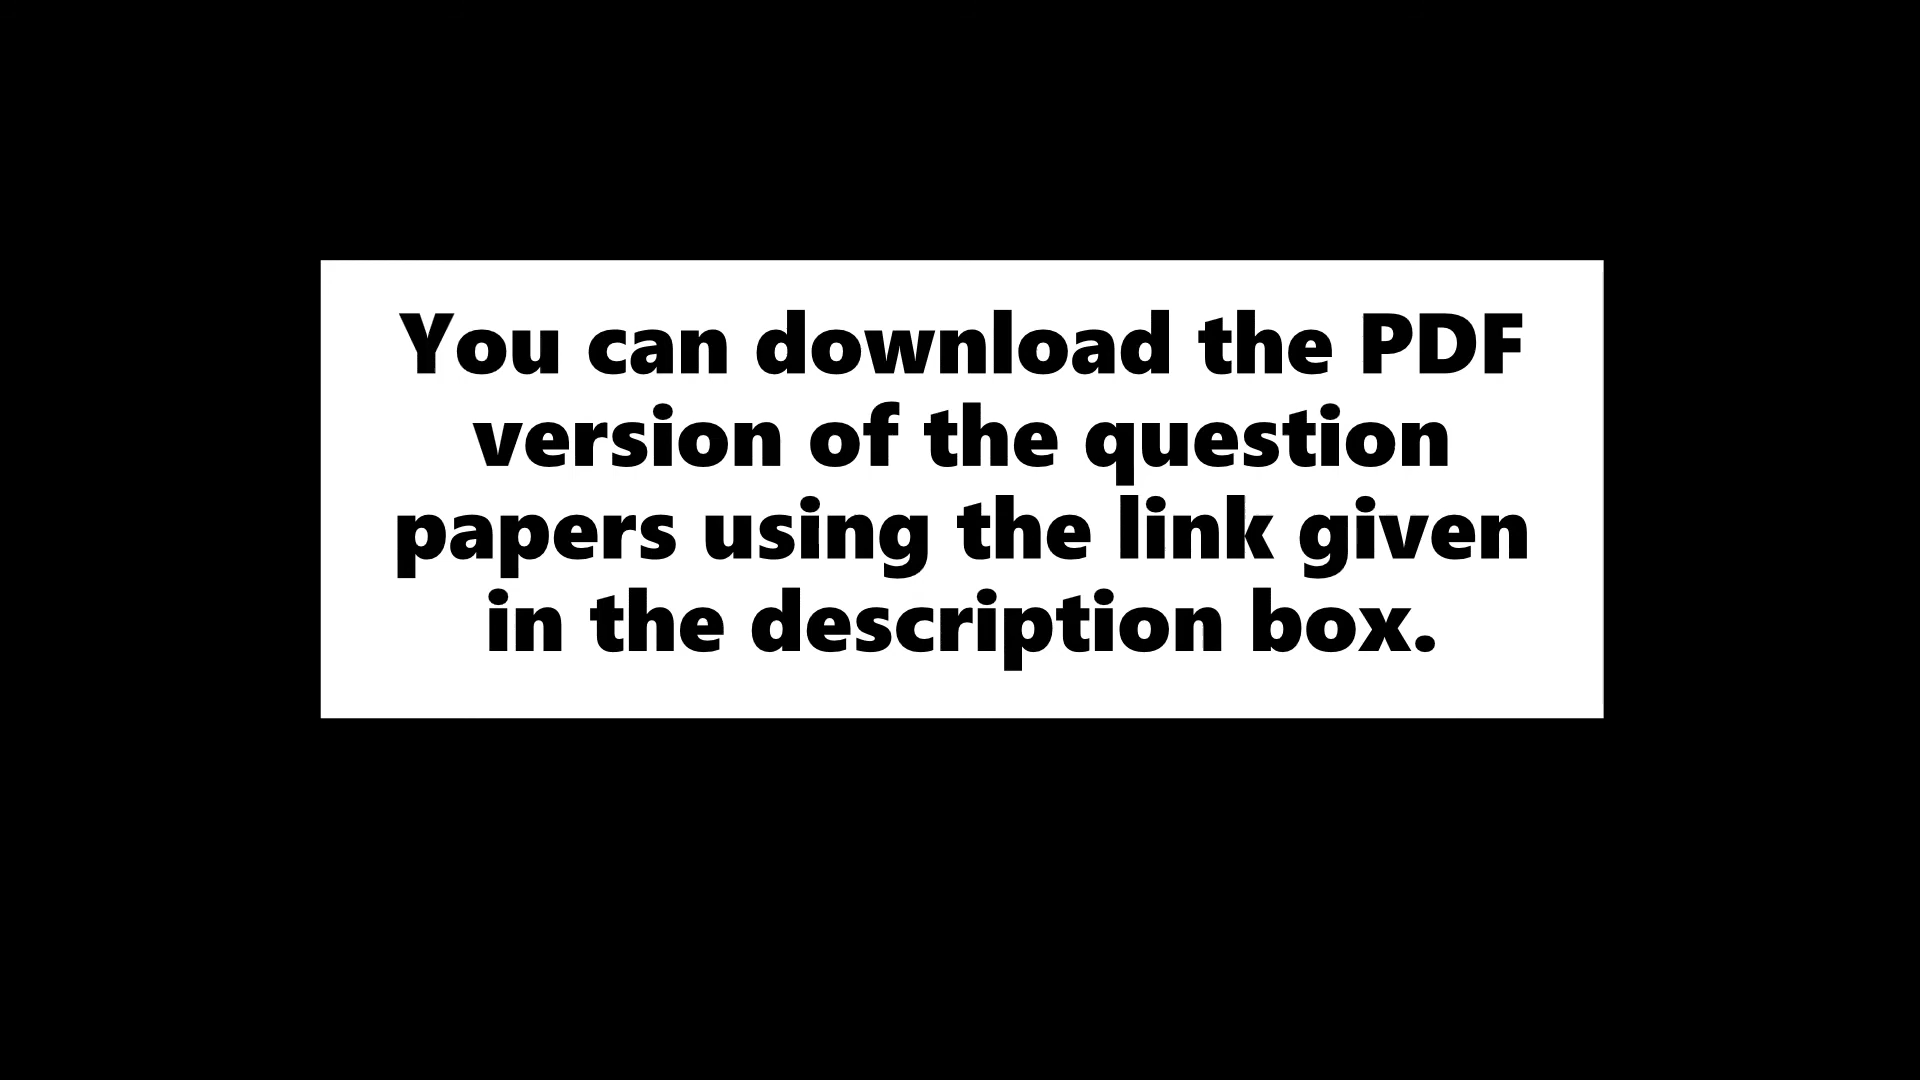 You can download the PDF
version of the question
papers using the link given
in the description box.